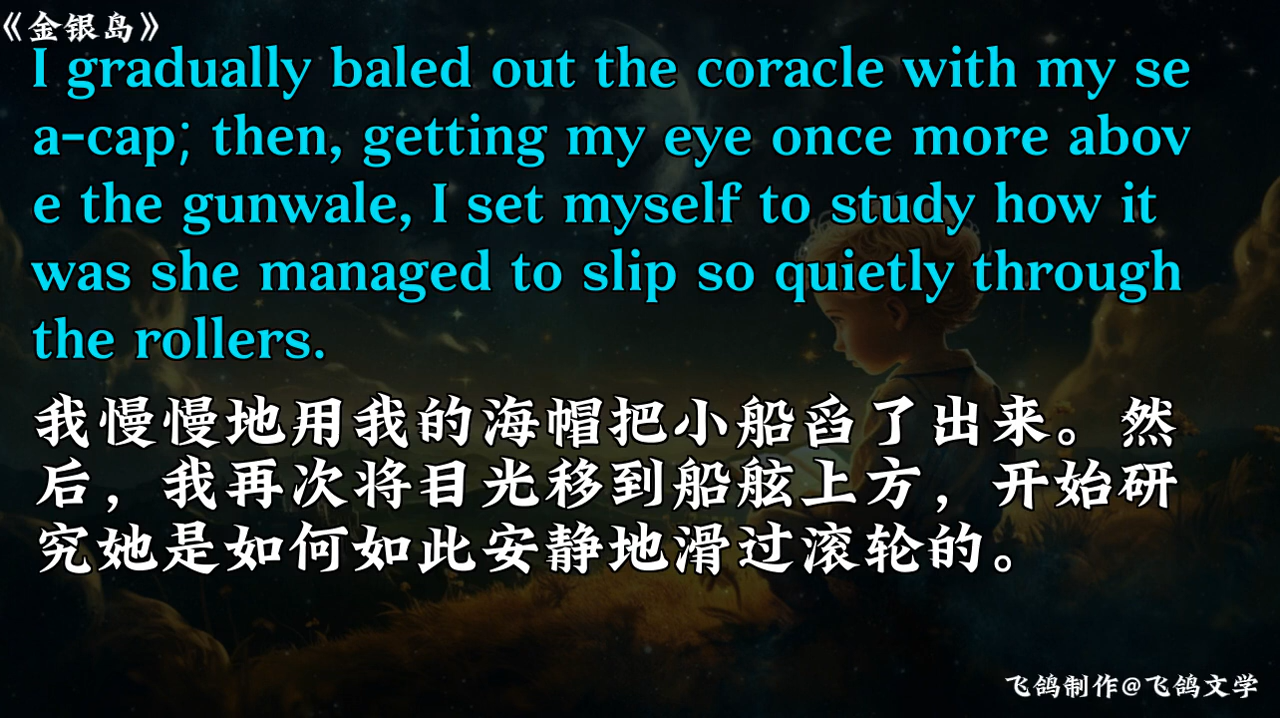 《金银岛》
I gradually baled out the coracle with my se
a-cap; then, getting my eye once more abov
e the gunwale, I set myself to study how it
was she managed to slip so quietly through
the rollers.
我慢慢地用我的海帽把小船舀了出来。然
后，我再次将目光移到船舷上方，开始研
究她是如何如此安静地滑过滚轮的。
飞鸽制作@飞鸽文学